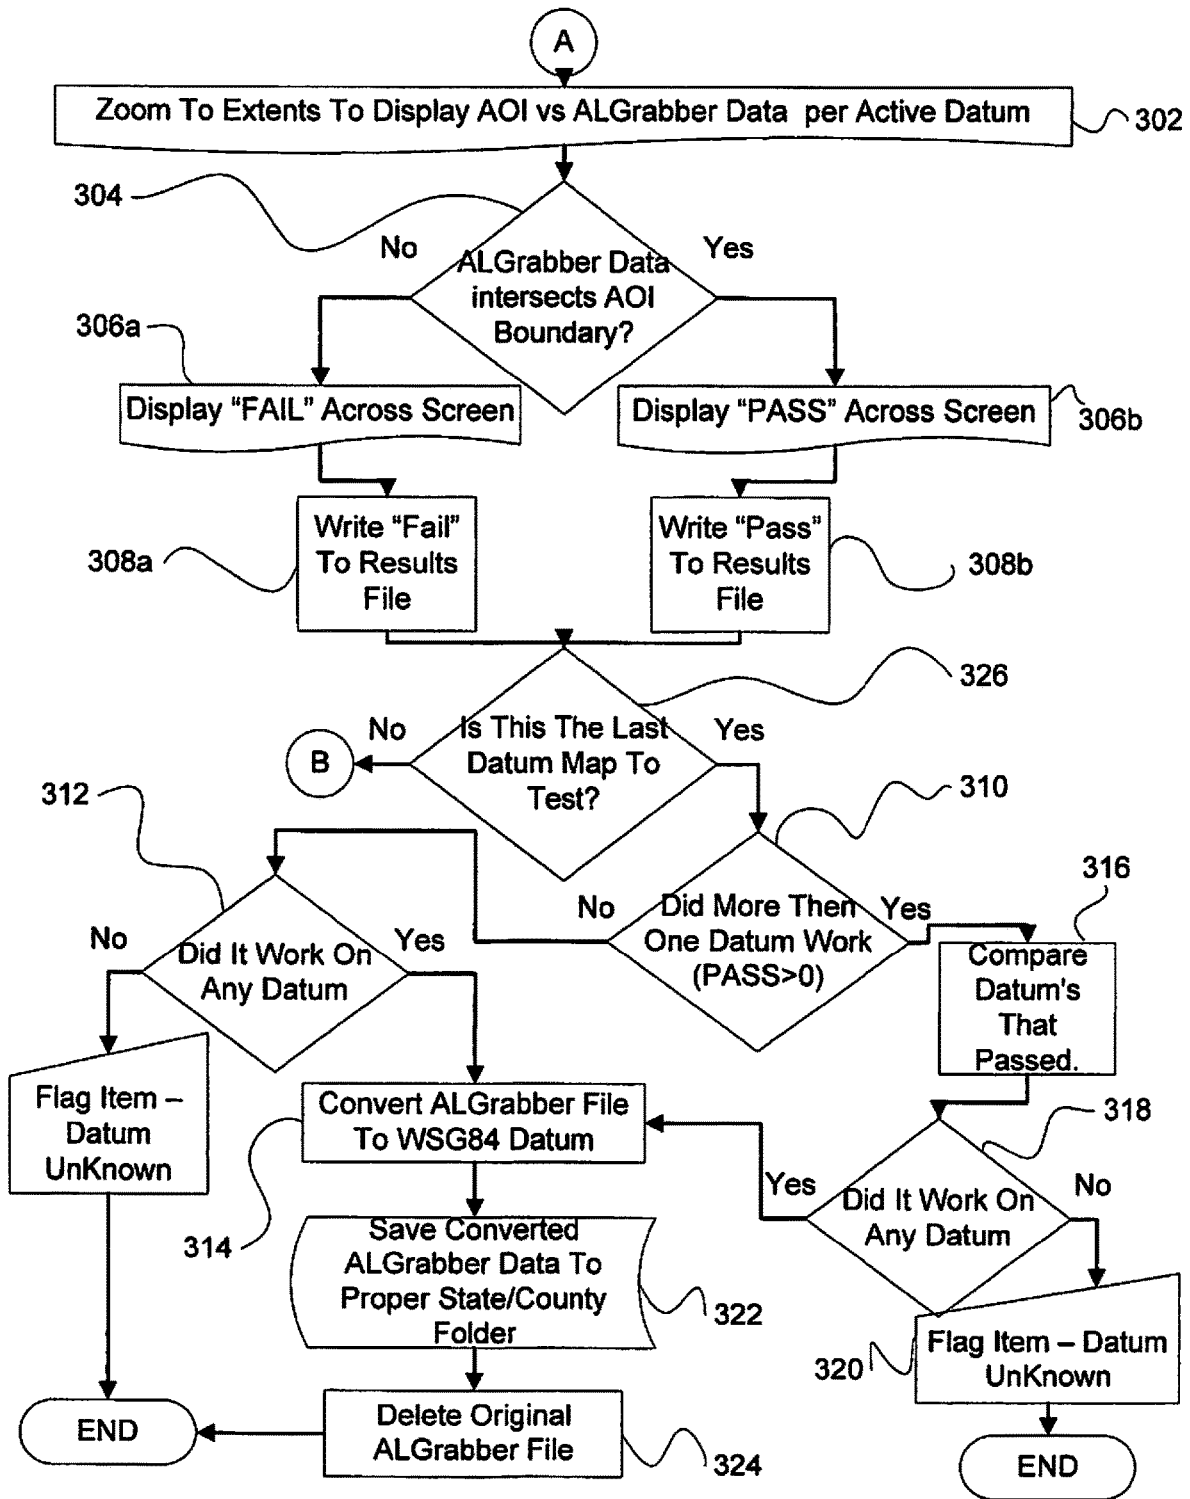 A
Zoom To Extents To Display AOI vs ALGrabber Data per Active Datum
302
304
No
Yes
ALGrabber Data
intersects AOI
Boundary?
306a
Display “FAIL” Across Screen
Display “PASS” Across Screen
306b
Write “Fail”
To Results
File
308a
Write “Pass”
To Results
File
308b
326
No
Is This The Last
Datum Map To
Test?
Yes
B
312
310
316
No
Did More Then
One Datum Work
(PASS>0)
Yes
No
Did It Work On
Any Datum
Yes
Compare
Datum's
That
Passed.
Flag Item –
Datum
UnKnown
Convert ALGrabber File
To WSG84 Datum
314
318
Yes
Did It Work On
Any Datum
No
Save Converted
ALGrabber Data To
Proper State/County
Folder
322
Flag Item – Datum
UnKnown
320
END
Delete Original
ALGrabber File
324
END